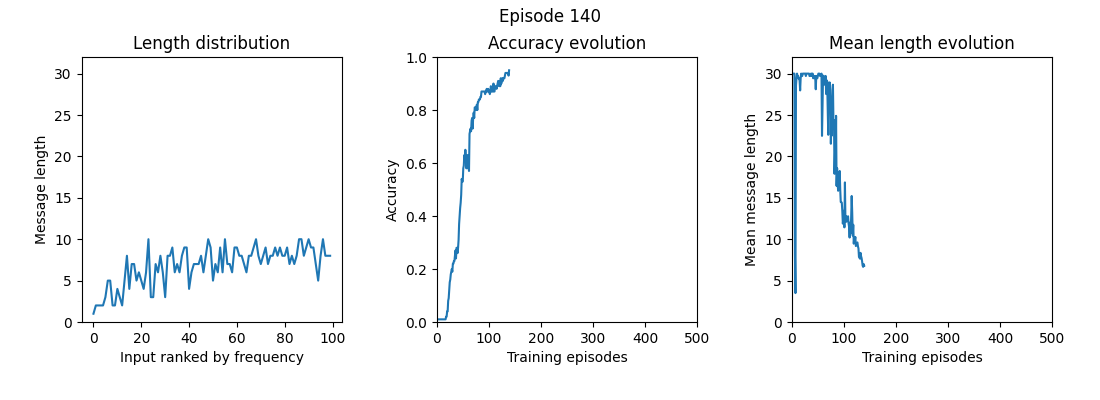 Episode 140
Length distribution
Message length
30
25
20
15
10
5
0
0 20 40 60 80 100
Input ranked by frequency
Accuracy evolution
Accuracy
1.0
0.8
0.6
0.4
0.2
0.0
0 100 200 300 400 500
Training episodes
Mean length evolution
Mean message length
30
25
20
15
10
5
0
0 100 200 300 400 500
Training episodes